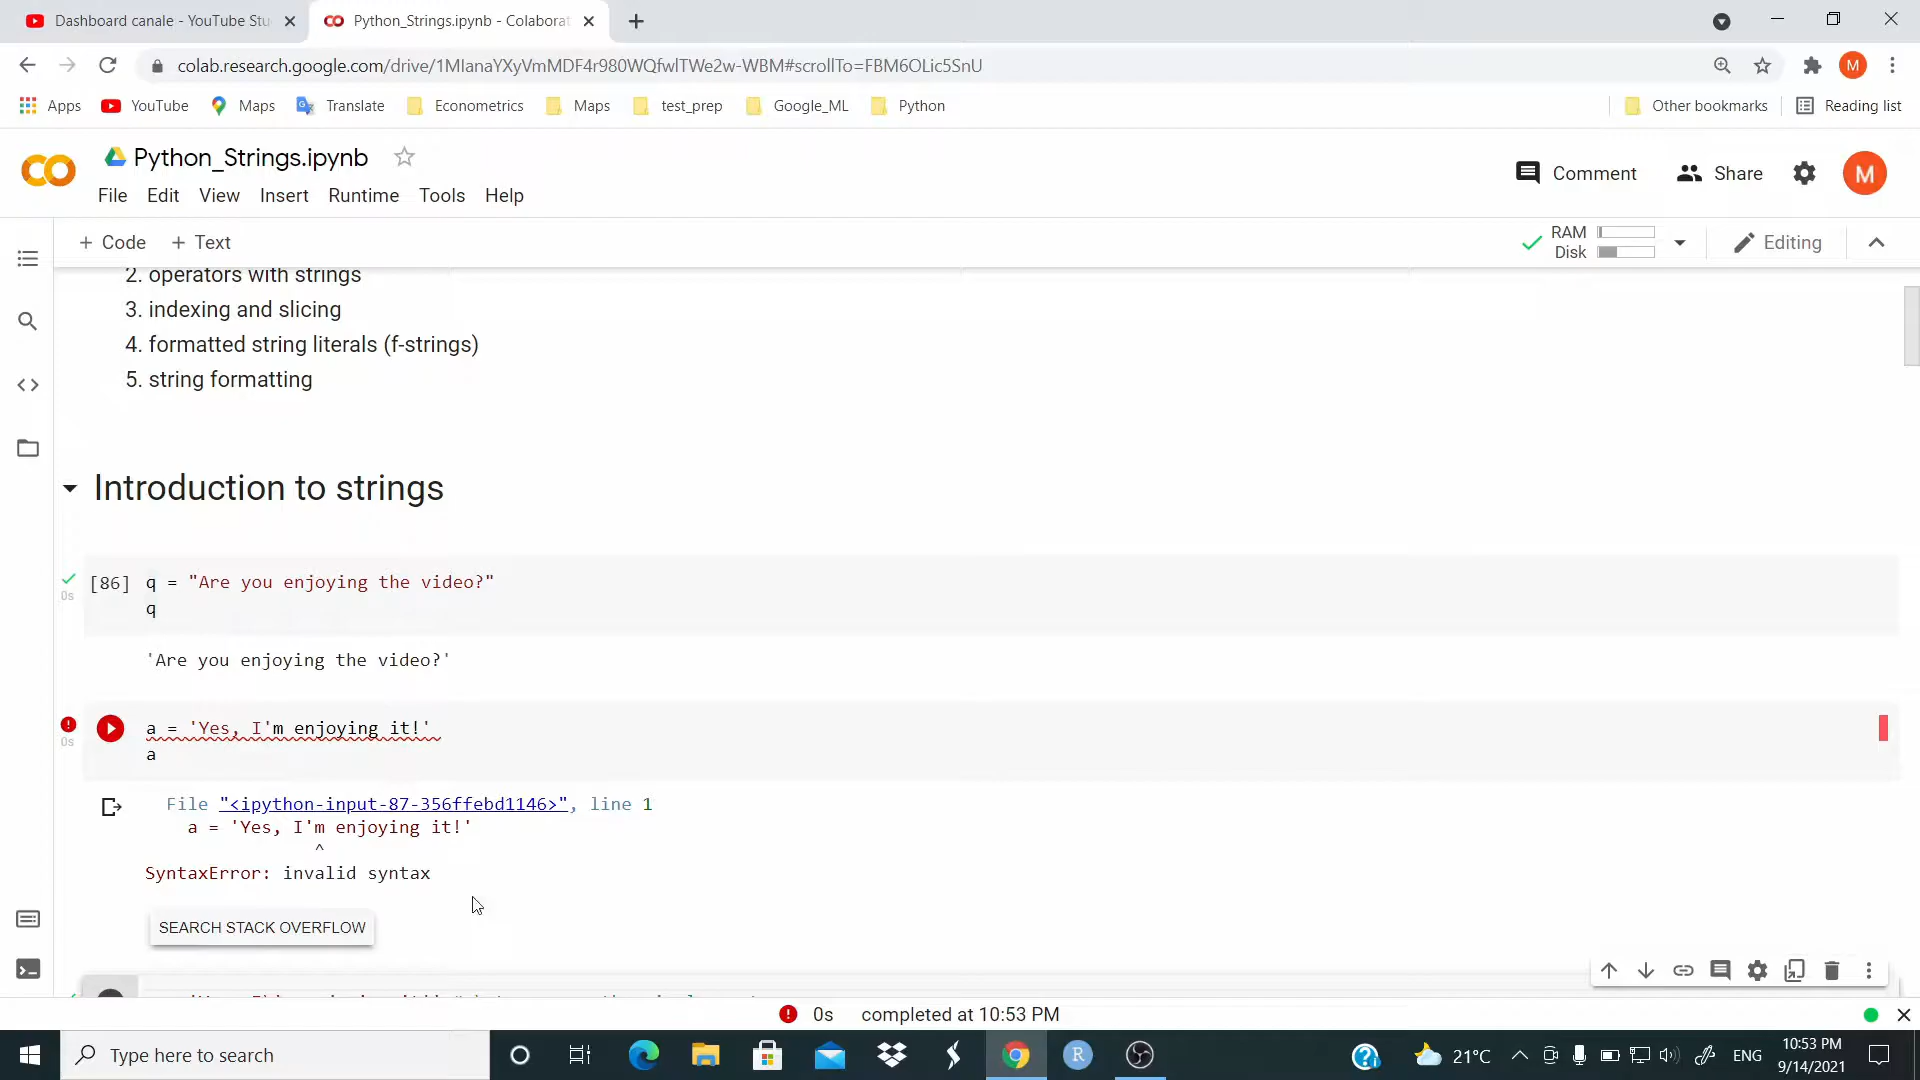 Dashboard canale - YouTube Stu
Python_Strings.ipynb - Colaborat
colab.research.google.com/drive/1MIanaYXyVmMDF4r980WQfwlTWe2w-WBM#scrollTo=FBM6OLic5SnU
M
Apps
YouTube
Maps
Translate
Econometrics
Maps
test_prep
Google_ML
Python
Other bookmarks
Reading list
Python_Strings.ipynb
File Edit View Insert Runtime Tools Help
Comment
Share
M
+ Code + Text
RAM
Disk
Editing
2. operators with strings
3. indexing and slicing
4. formatted string literals (f-strings)
5. string formatting
Introduction to strings
0s
[86] q = "Are you enjoying the video?"
q
'Are you enjoying the video?'
0s
a = 'Yes, I'm enjoying it!'
a
File "<ipython-input-87-356ffebd1146>", line 1
a = 'Yes, I'm enjoying it!'
^
SyntaxError: invalid syntax
SEARCH STACK OVERFLOW
0s completed at 10:53 PM
Type here to search
R
21°C
ENG
10:53 PM
9/14/2021